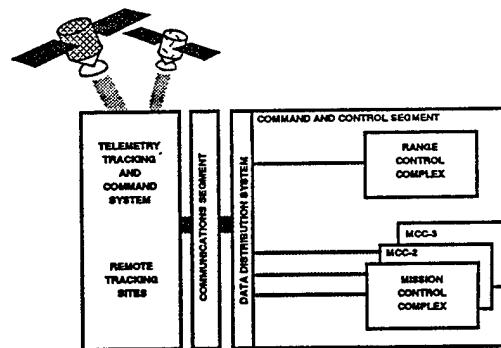 TELEMETRY
TRACKING
AND
COMMAND
SYSTEM
REMOTE
TRACKING
SITES
COMMUNICATIONS SEGMENT
DATA DISTRIBUTION SYSTEM
COMMAND AND CONTROL SEGMENT
RANGE
CONTROL
COMPLEX
MCC-3
MCC-2
MISSION
CONTROL
COMPLEX